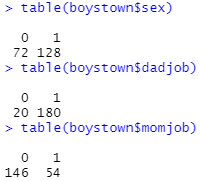 > table(boystown$sex)
0 1
72 128
> table(boystown$dadjob)
0 1
20 180
> table(boystown$momjob)
0 1
146 54